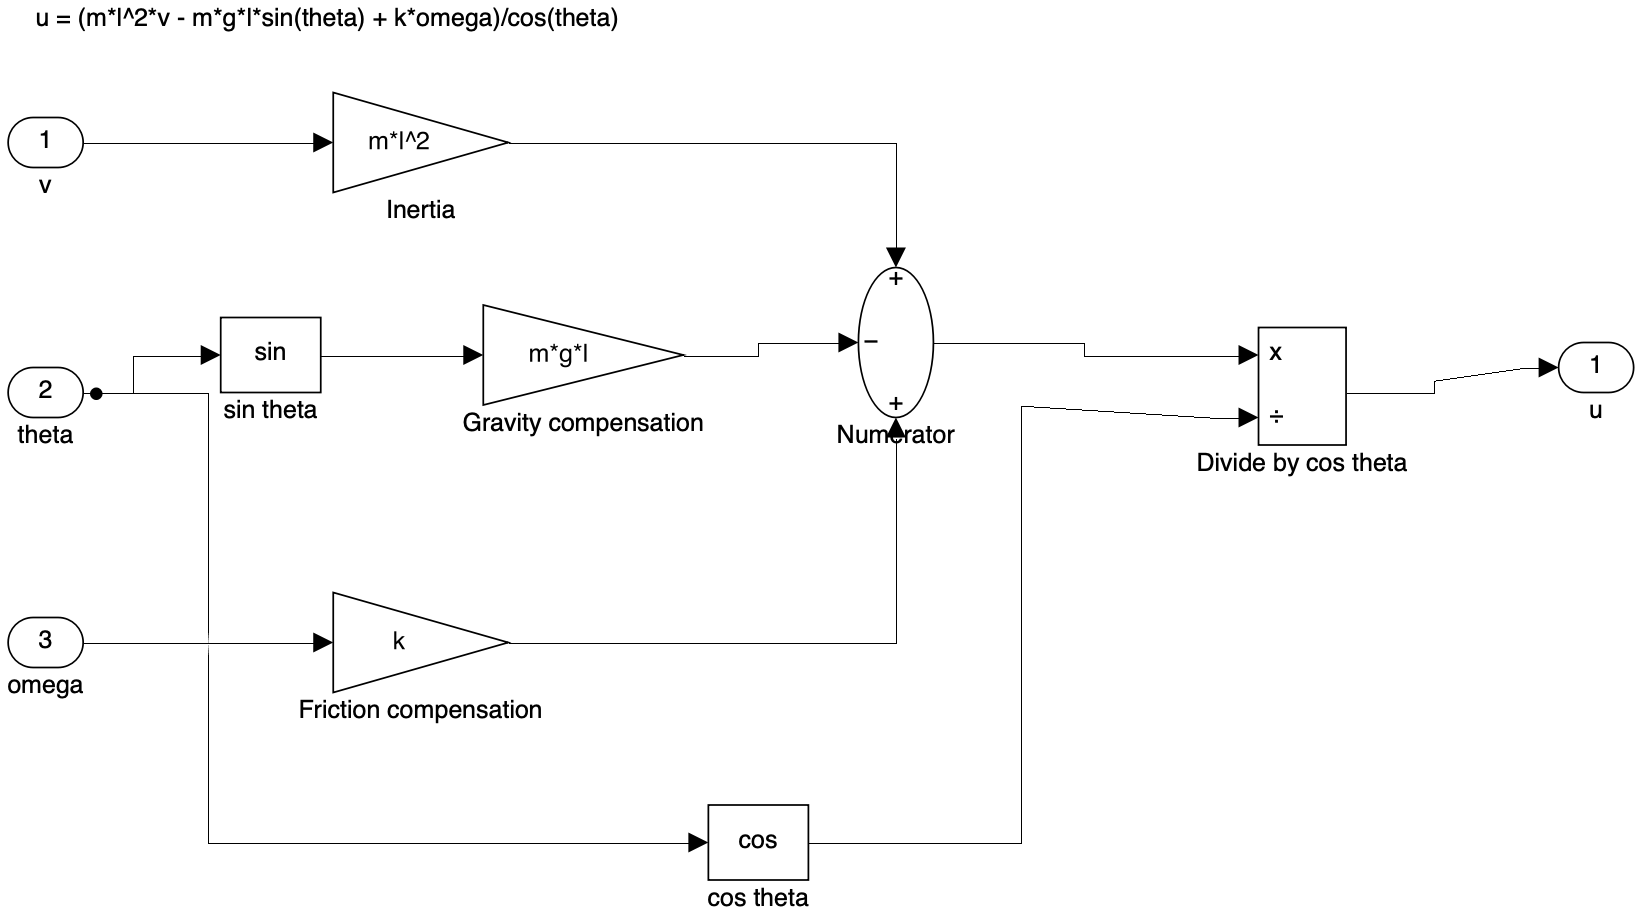 u = (m*l^2*v - m*g*l*sin(theta) + k*omega)/cos(theta)
1
v
m*l^2
Inertia
2
theta
sin
sin theta
m*g*l
Gravity compensation
+
−
+
Numerator
x
÷
Divide by cos theta
1
u
3
omega
k
Friction compensation
cos
cos theta